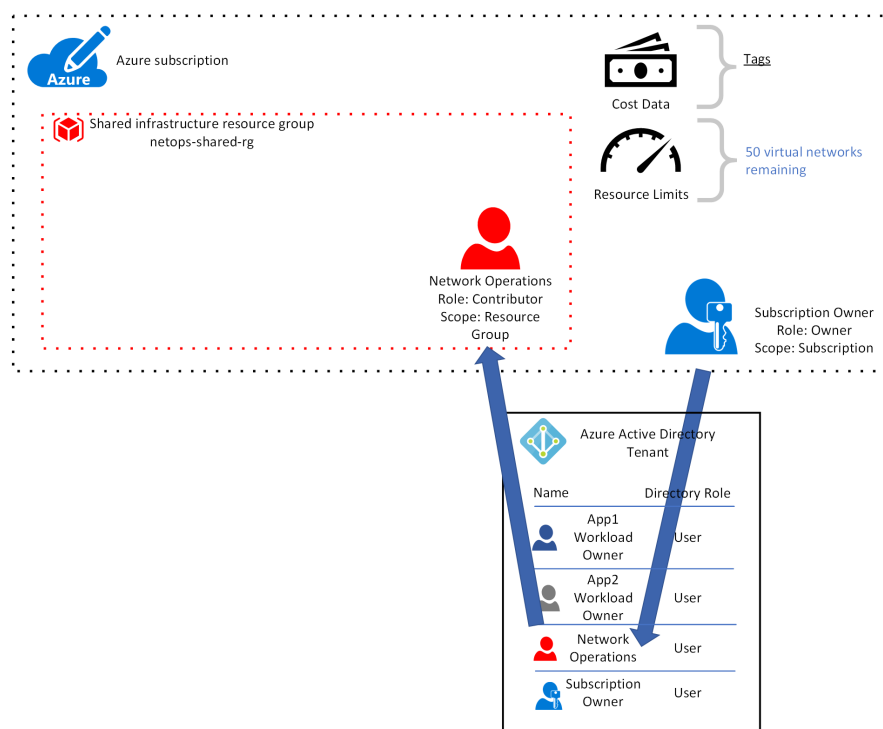 Azure
Azure subscription
Tags
Cost Data
Shared infrastructure resource group
netops-shared-rg
50 virtual networks
remaining
Resource Limits
Network Operations
Role: Contributor
Scope: Resource
Group
Subscription Owner
Role: Owner
Scope: Subscription
Azure Active Directory
Tenant
Name Directory Role
App1
Workload
Owner
User
App2
Workload
Owner
User
Network
Operations
User
Subscription
Owner
User